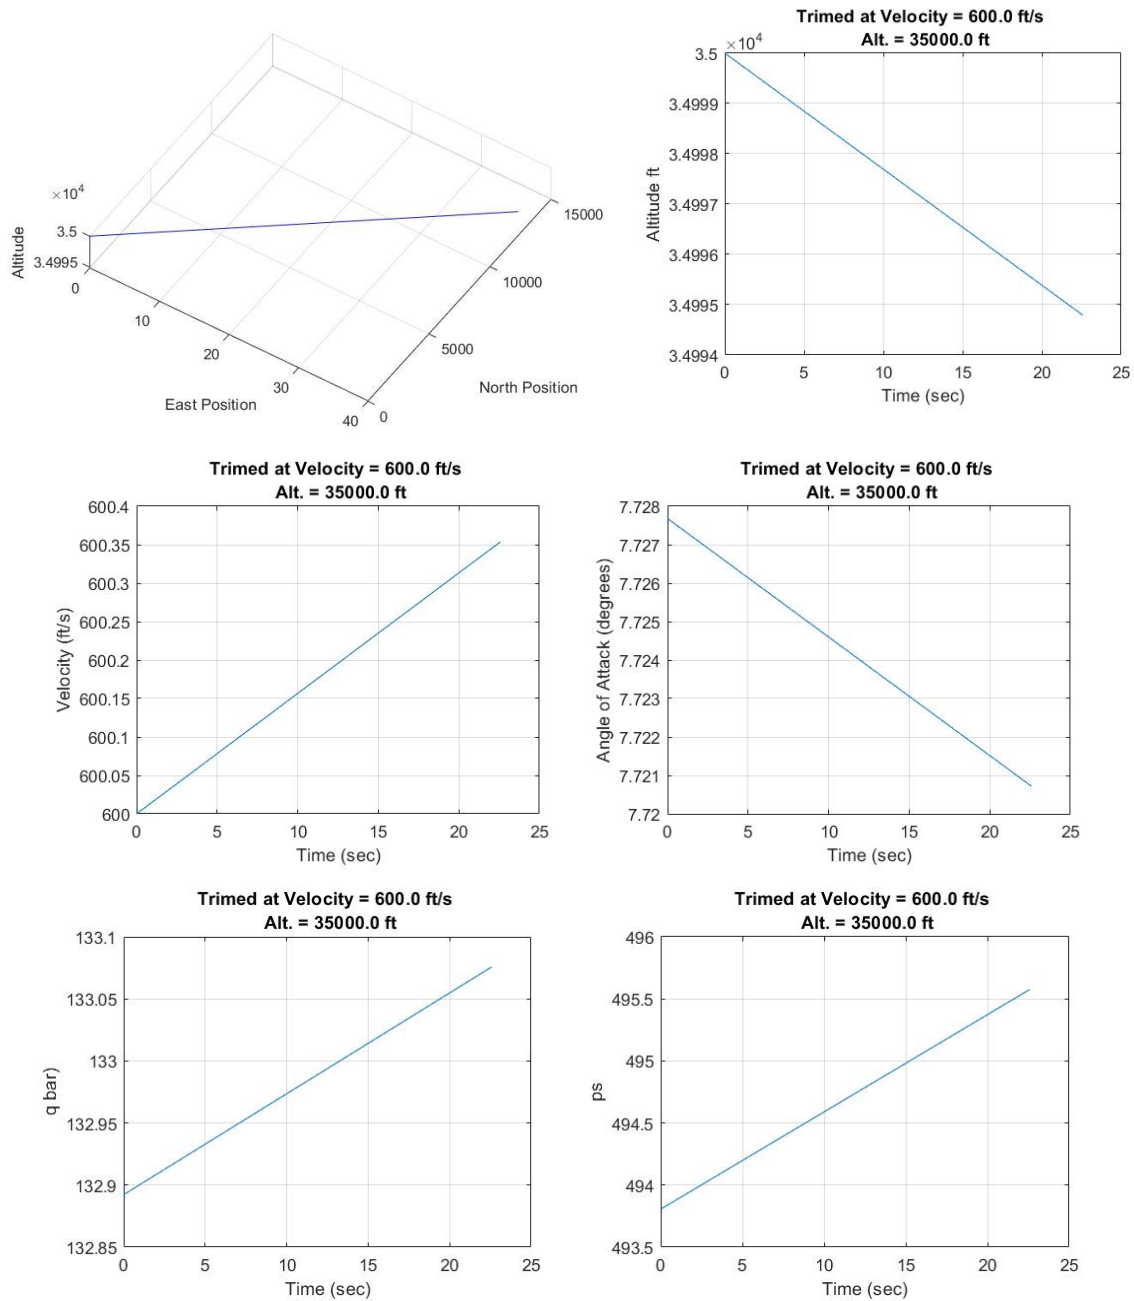 ×10⁴
3.5
3.4995
Altitude
0
10
20
30
40
East Position
0
5000
10000
15000
North Position
Trimed at Velocity = 600.0 ft/s
Alt. = 35000.0 ft
×10⁴
3.5
3.4999
3.4998
3.4997
3.4996
3.4995
3.4994
Altitude ft
0 5 10 15 20 25
Time (sec)
Trimed at Velocity = 600.0 ft/s
Alt. = 35000.0 ft
600.4
600.35
600.3
600.25
600.2
600.15
600.1
600.05
600
Velocity (ft/s)
0 5 10 15 20 25
Time (sec)
Trimed at Velocity = 600.0 ft/s
Alt. = 35000.0 ft
7.728
7.727
7.726
7.725
7.724
7.723
7.722
7.721
7.72
Angle of Attack (degrees)
0 5 10 15 20 25
Time (sec)
Trimed at Velocity = 600.0 ft/s
Alt. = 35000.0 ft
133.1
133.05
133
132.95
132.9
132.85
q bar)
0 5 10 15 20 25
Time (sec)
Trimed at Velocity = 600.0 ft/s
Alt. = 35000.0 ft
496
495.5
495
494.5
494
493.5
ps
0 5 10 15 20 25
Time (sec)